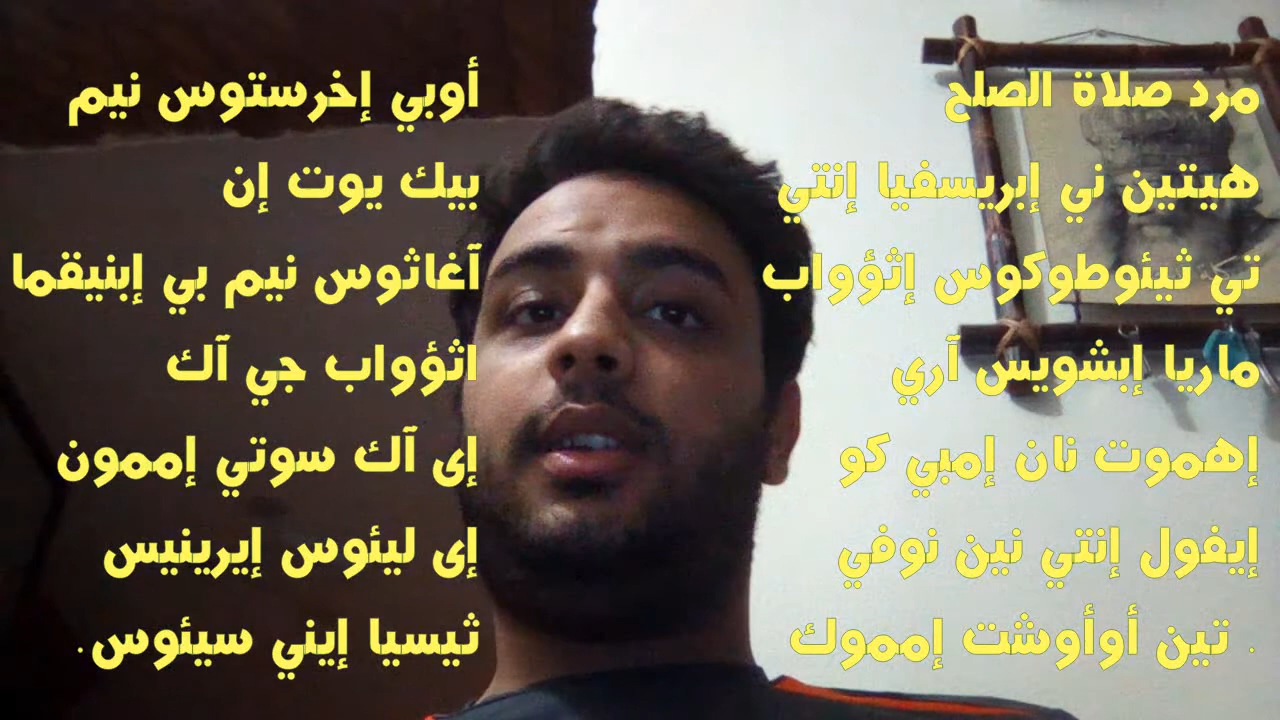 مرد صلاة الصلح
هيتين ني إبريسفيا إنتي
تي ثيئوطوكوس إثؤواب
ماريا إبشويس آري
إهموت نان إمبي كو
إيفول إنتي نين نوفي
. تين أوأوشت إمموك
أوبي إخرستوس نيم
بيك يوت إن
آغاثوس نيم بي إبنيقما
اثؤواب جي آك
إى آك سوتي إممون
إى ليئوس إيرينيس
ثيسيا إيني سيئوس.